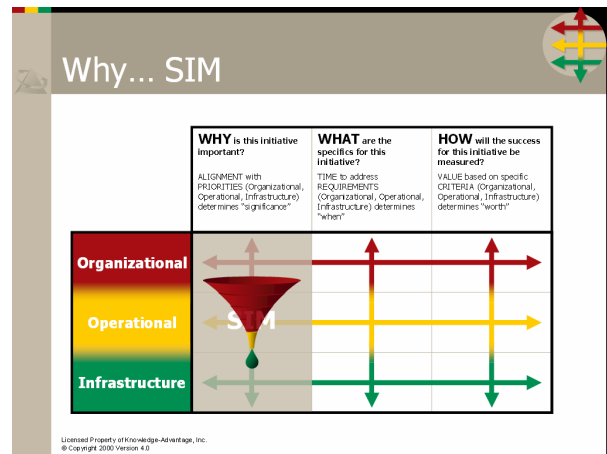 Why... SIM
WHY is this initiative
important?
ALIGNMENT with
PRIORITIES (Organizational,
Operational, Infrastructure)
determines "significance"
WHAT are the
specifics for this
initiative?
TIME to address
REQUIREMENTS
(Organizational, Operational,
Infrastructure) determines
"when"
HOW will the success
for this initiative be
measured?
VALUE based on specific
CRITERIA (Organizational,
Operational, Infrastructure)
determines "worth"
Organizational
Operational
SIM
Infrastructure
Licensed Property of Knowledge-Advantage, Inc.
© Copyright 2000 Version 4.0